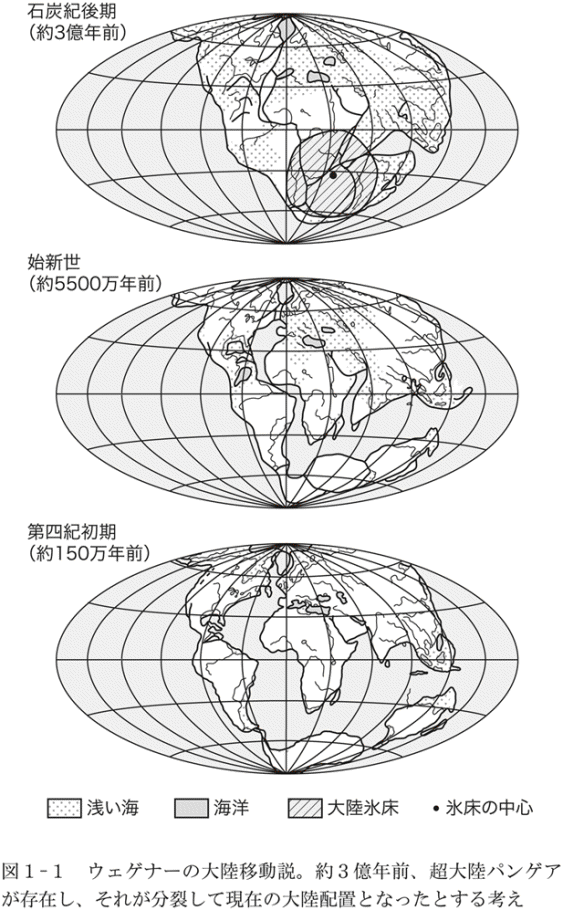 石炭紀後期
(約3億年前)
始新世
(約5500万年前)
第四紀初期
(約150万年前)
浅い海
海洋
大陸氷床
・氷床の中心
図1-1 ウェゲナーの大陸移動説。約3億年前、超大陸パンゲア
が存在し、それが分裂して現在の大陸配置となったとする考え